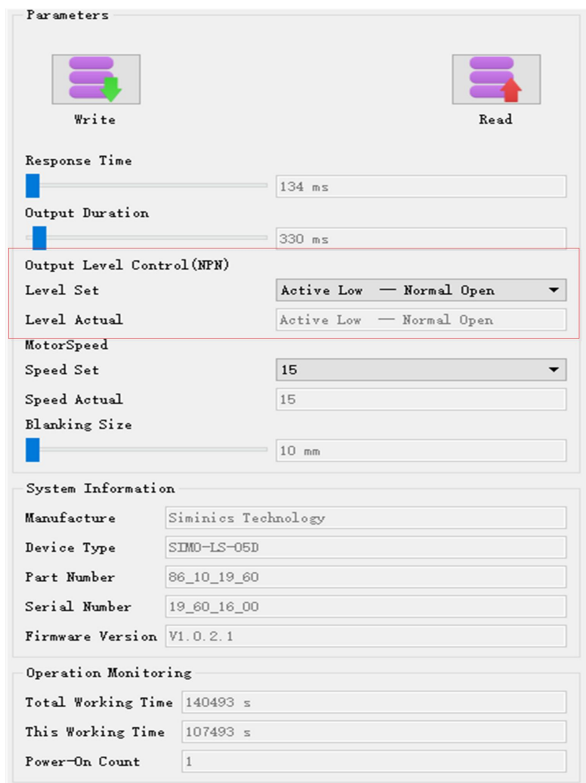 Parameters
Write Read
Response Time
134 ms
Output Duration
330 ms
Output Level Control(NPN)
Level Set Active Low — Normal Open
Level Actual Active Low — Normal Open
MotorSpeed
Speed Set 15
Speed Actual 15
Blanking Size
10 mm
System Information
Manufacture Siminics Technology
Device Type SIMO-LS-05D
Part Number 86_10_19_60
Serial Number 19_60_16_00
Firmware Version V1.0.2.1
Operation Monitoring
Total Working Time 140493 s
This Working Time 107493 s
Power-On Count 1